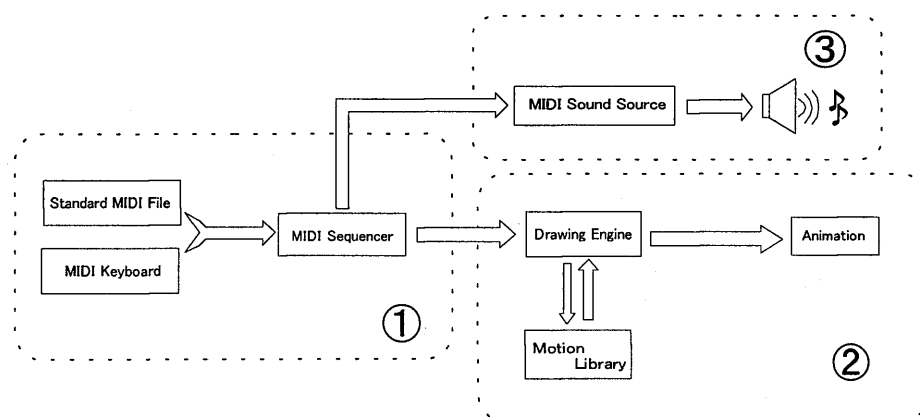 ③
MIDI Sound Source
Standard MIDI File
MIDI Sequencer
MIDI Keyboard
①
Drawing Engine
Animation
Motion
Library
②